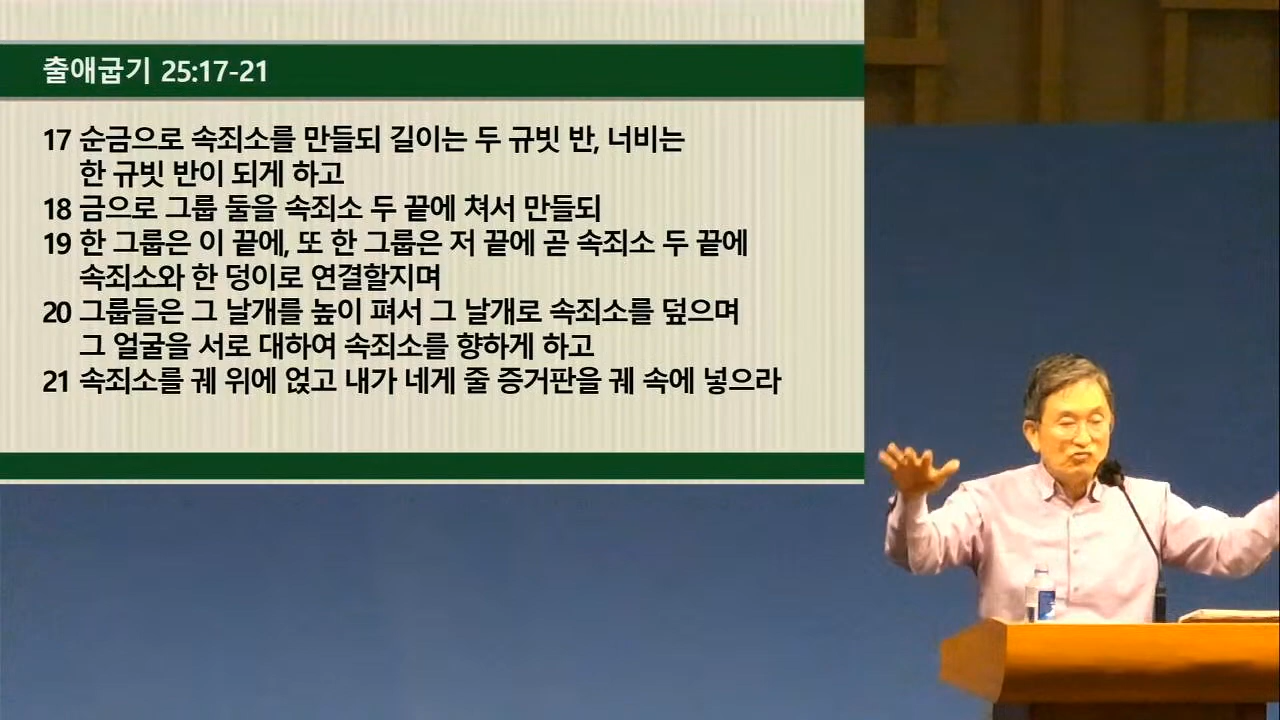 출애굽기 25:17-21
17 순금으로 속죄소를 만들되 길이는 두 규빗 반, 너비는
한 규빗 반이 되게 하고
18 금으로 그룹 둘을 속죄소 두 끝에 쳐서 만들되
19 한 그룹은 이 끝에, 또 한 그룹은 저 끝에 곧 속죄소 두 끝에
속죄소와 한 덩이로 연결할지며
20 그룹들은 그 날개를 높이 펴서 그 날개로 속죄소를 덮으며
그 얼굴을 서로 대하여 속죄소를 향하게 하고
21 속죄소를 궤 위에 얹고 내가 네게 줄 증거판을 궤 속에 넣으라